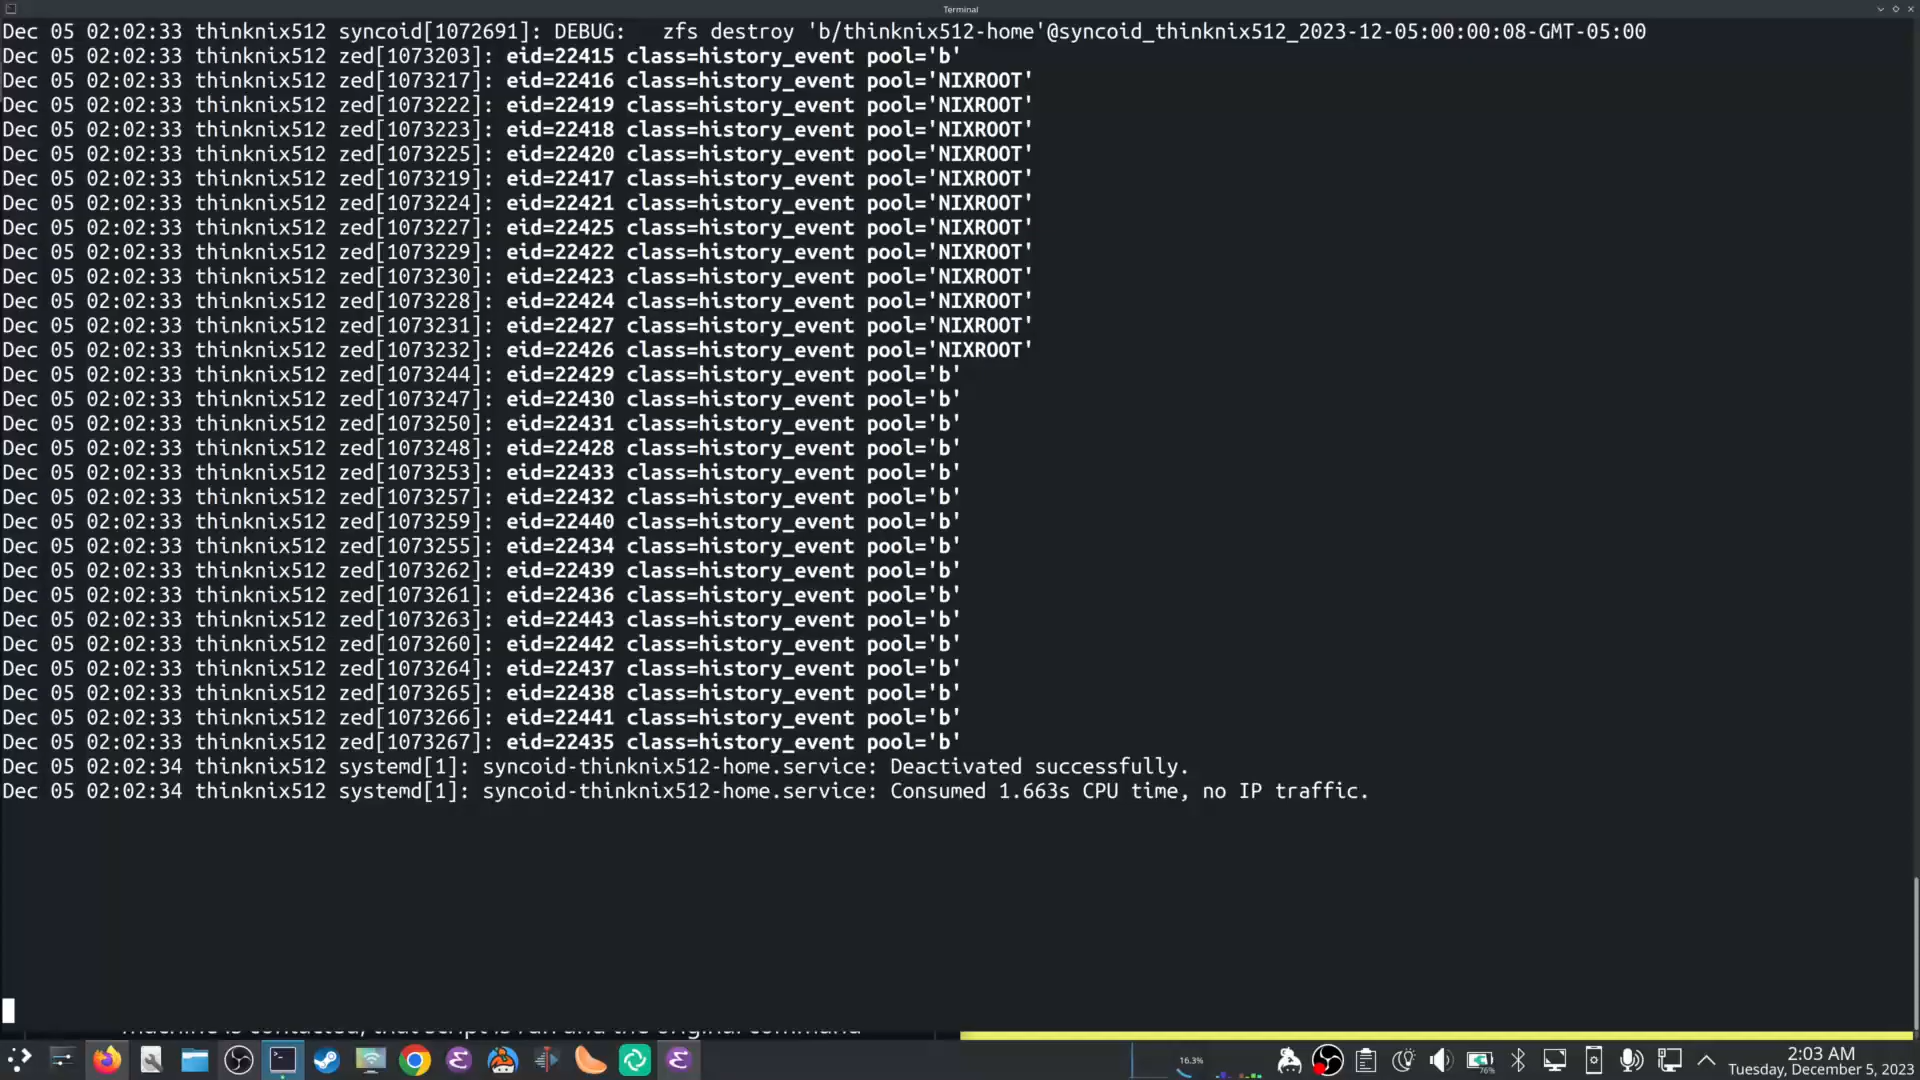 Terminal
Dec 05 02:02:33 thinknix512 syncoid[1072691]: DEBUG:   zfs destroy 'b/thinknix512-home'@syncoid_thinknix512_2023-12-05:00:00:08-GMT-05:00
Dec 05 02:02:33 thinknix512 zed[1073203]: eid=22415 class=history_event pool='b'
Dec 05 02:02:33 thinknix512 zed[1073217]: eid=22416 class=history_event pool='NIXROOT'
Dec 05 02:02:33 thinknix512 zed[1073222]: eid=22419 class=history_event pool='NIXROOT'
Dec 05 02:02:33 thinknix512 zed[1073223]: eid=22418 class=history_event pool='NIXROOT'
Dec 05 02:02:33 thinknix512 zed[1073225]: eid=22420 class=history_event pool='NIXROOT'
Dec 05 02:02:33 thinknix512 zed[1073219]: eid=22417 class=history_event pool='NIXROOT'
Dec 05 02:02:33 thinknix512 zed[1073224]: eid=22421 class=history_event pool='NIXROOT'
Dec 05 02:02:33 thinknix512 zed[1073227]: eid=22425 class=history_event pool='NIXROOT'
Dec 05 02:02:33 thinknix512 zed[1073229]: eid=22422 class=history_event pool='NIXROOT'
Dec 05 02:02:33 thinknix512 zed[1073230]: eid=22423 class=history_event pool='NIXROOT'
Dec 05 02:02:33 thinknix512 zed[1073228]: eid=22424 class=history_event pool='NIXROOT'
Dec 05 02:02:33 thinknix512 zed[1073231]: eid=22427 class=history_event pool='NIXROOT'
Dec 05 02:02:33 thinknix512 zed[1073232]: eid=22426 class=history_event pool='NIXROOT'
Dec 05 02:02:33 thinknix512 zed[1073244]: eid=22429 class=history_event pool='b'
Dec 05 02:02:33 thinknix512 zed[1073247]: eid=22430 class=history_event pool='b'
Dec 05 02:02:33 thinknix512 zed[1073250]: eid=22431 class=history_event pool='b'
Dec 05 02:02:33 thinknix512 zed[1073248]: eid=22428 class=history_event pool='b'
Dec 05 02:02:33 thinknix512 zed[1073253]: eid=22433 class=history_event pool='b'
Dec 05 02:02:33 thinknix512 zed[1073257]: eid=22432 class=history_event pool='b'
Dec 05 02:02:33 thinknix512 zed[1073259]: eid=22440 class=history_event pool='b'
Dec 05 02:02:33 thinknix512 zed[1073255]: eid=22434 class=history_event pool='b'
Dec 05 02:02:33 thinknix512 zed[1073262]: eid=22439 class=history_event pool='b'
Dec 05 02:02:33 thinknix512 zed[1073261]: eid=22436 class=history_event pool='b'
Dec 05 02:02:33 thinknix512 zed[1073263]: eid=22443 class=history_event pool='b'
Dec 05 02:02:33 thinknix512 zed[1073260]: eid=22442 class=history_event pool='b'
Dec 05 02:02:33 thinknix512 zed[1073264]: eid=22437 class=history_event pool='b'
Dec 05 02:02:33 thinknix512 zed[1073265]: eid=22438 class=history_event pool='b'
Dec 05 02:02:33 thinknix512 zed[1073266]: eid=22441 class=history_event pool='b'
Dec 05 02:02:33 thinknix512 zed[1073267]: eid=22435 class=history_event pool='b'
Dec 05 02:02:34 thinknix512 systemd[1]: syncoid-thinknix512-home.service: Deactivated successfully.
Dec 05 02:02:34 thinknix512 systemd[1]: syncoid-thinknix512-home.service: Consumed 1.663s CPU time, no IP traffic.
machine is contacted, that script is run and the original command
16.3%
76%
2:03 AM
Tuesday, December 5, 2023